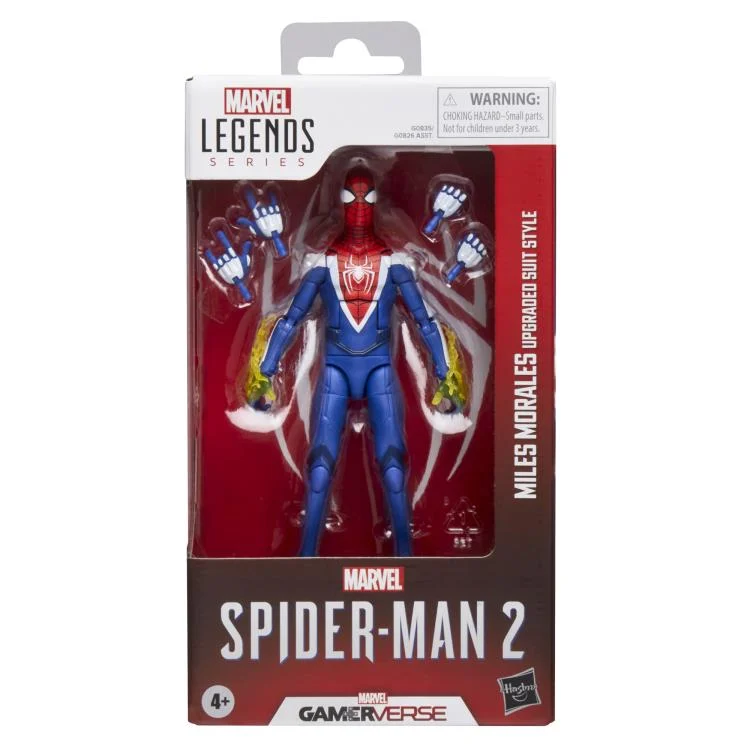 MARVEL
LEGENDS
SERIES
G0835/
G0826 ASST.
WARNING:
CHOKING HAZARD–Small parts.
Not for children under 3 years.
MILES MORALES UPGRADED SUIT STYLE
MARVEL
SPIDER-MAN 2
4+
MARVEL
GAMERVERSE
Hasbro